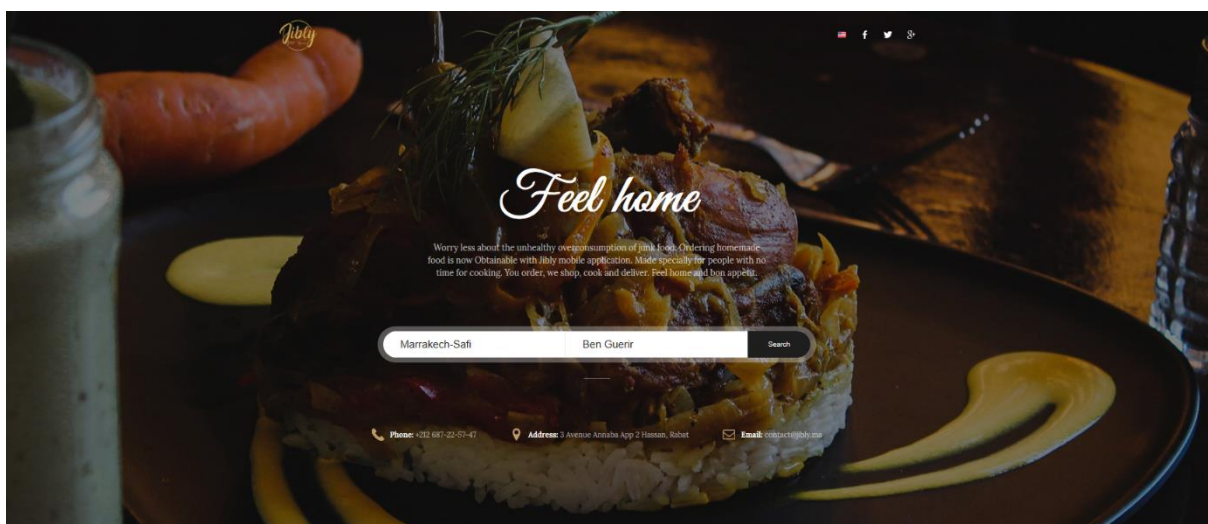 Jibly
Feel home
Worry less about the unhealthy overconsumption of junk food. Ordering homemade
food is now Obtainable with Jibly mobile application. Made specially for people with no
time for cooking. You order, we shop, cook and deliver. Feel home and bon appétit.
Marrakech-Safi Ben Guerir Search
Phone: +212 687-22-57-47 Address: 3 Avenue Annaba App 2 Hassan, Rabat Email: contact@jibly.ma